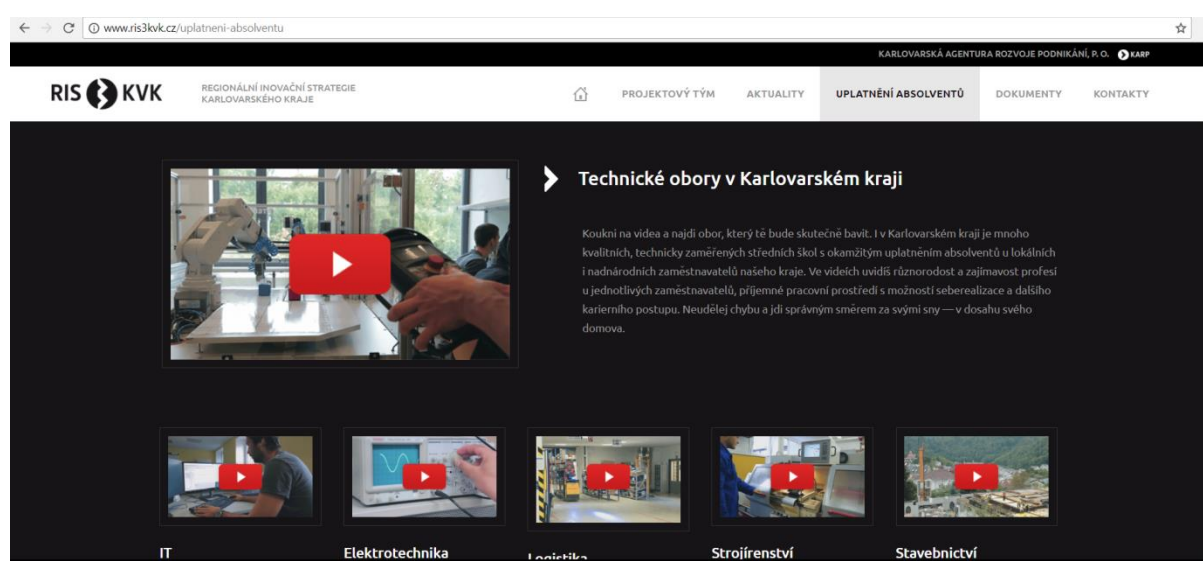 www.ris3kvk.cz/uplatneni-absolventu
KARLOVARSKÁ AGENTURA ROZVOJE PODNIKÁNÍ, P. O. KARP
RIS KVK
REGIONÁLNÍ INOVAČNÍ STRATEGIE
KARLOVARSKÉHO KRAJE
PROJEKTOVÝ TÝM AKTUALITY UPLATNĚNÍ ABSOLVENTŮ DOKUMENTY KONTAKTY
Technické obory v Karlovarském kraji
Koukni na videa a najdi obor, který tě bude skutečně bavit. I v Karlovarském kraji je mnoho
kvalitních, technicky zaměřených středních škol s okamžitým uplatněním absolventů u lokálních
i nadnárodních zaměstnavatelů našeho kraje. Ve videích uvidíš různorodost a zajímavost profesí
u jednotlivých zaměstnavatelů, příjemné pracovní prostředí s možností seberealizace a dalšího
karierního postupu. Neudělej chybu a jdi správným směrem za svými sny — v dosahu svého
domova.
IT Elektrotechnika Logistika Strojírenství Stavebnictví